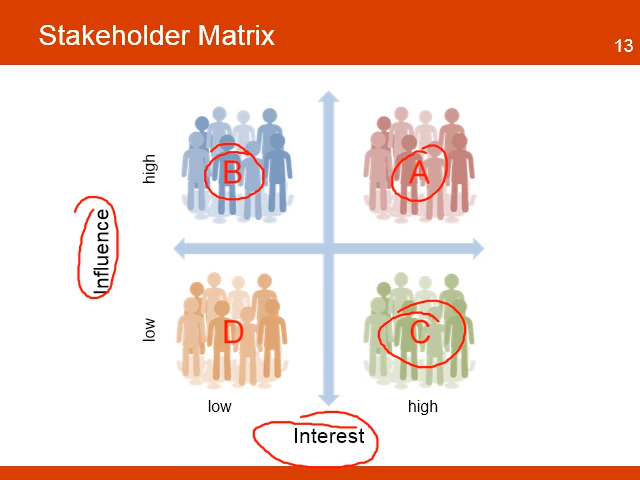 Stakeholder Matrix
13
high
B
A
Influence
low
D
C
low
high
Interest